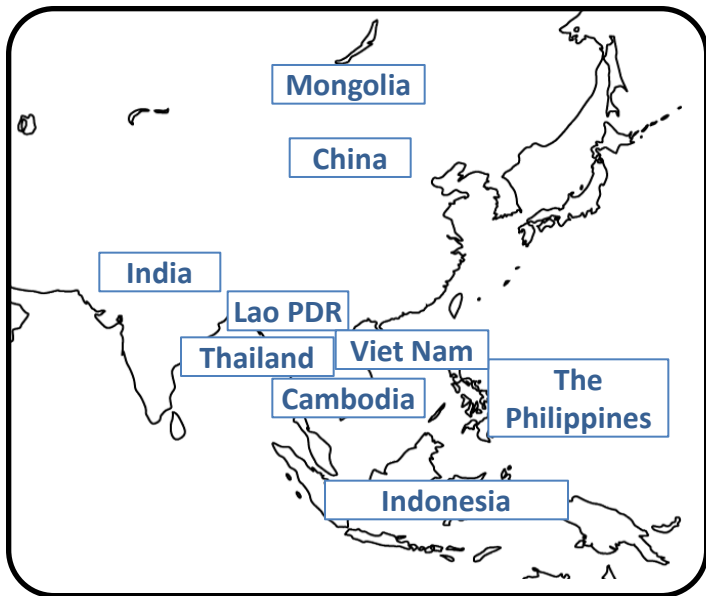 Mongolia
China
India
Lao PDR
Thailand
Viet Nam
Cambodia
The
Philippines
Indonesia